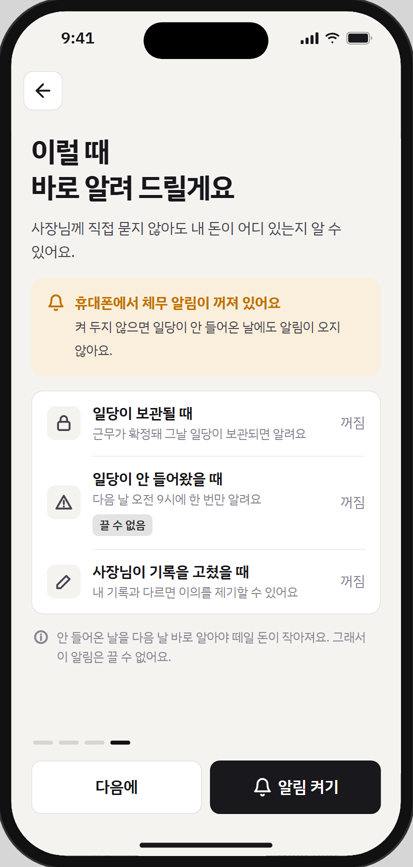 9:41
이럴 때
바로 알려 드릴게요
사장님께 직접 묻지 않아도 내 돈이 어디 있는지 알 수
있어요.
휴대폰에서 체무 알림이 꺼져 있어요
켜 두지 않으면 일당이 안 들어온 날에도 알림이 오지
않아요.
일당이 보관될 때
근무가 확정돼 그날 일당이 보관되면 알려요
꺼짐
일당이 안 들어왔을 때
다음 날 오전 9시에 한 번만 알려요
끌 수 없음
꺼짐
사장님이 기록을 고쳤을 때
내 기록과 다르면 이의를 제기할 수 있어요
꺼짐
안 들어온 날을 다음 날 바로 알아야 떼일 돈이 작아져요. 그래서
이 알림은 끌 수 없어요.
다음에
알림 켜기